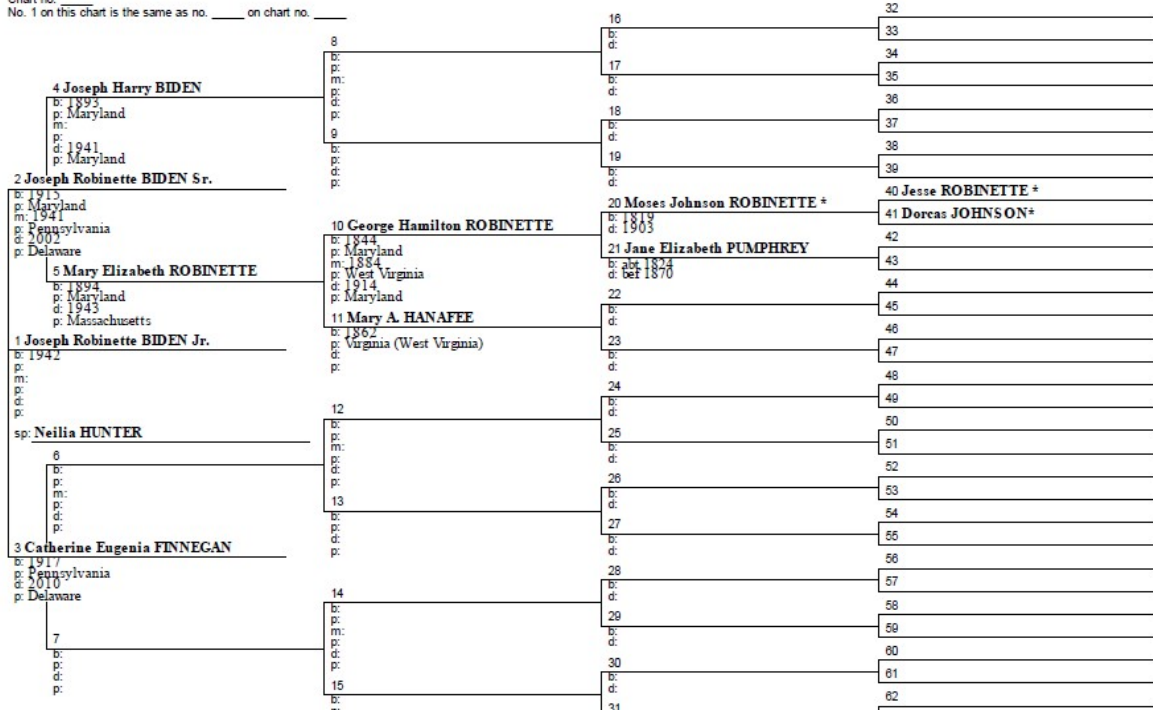 Chart no. _____
No. 1 on this chart is the same as no. _____ on chart no. _____
4 Joseph Harry BIDEN
b: 1893
p: Maryland
m:
p:
d: 1941
p: Maryland
2 Joseph Robinette BIDEN Sr.
b: 1915
p: Maryland
m: 1941
p: Pennsylvania
d: 2002
p: Delaware
5 Mary Elizabeth ROBINETTE
b: 1894
p: Maryland
d: 1943
p: Massachusetts
1 Joseph Robinette BIDEN Jr.
b: 1942
p:
m:
p:
d:
p:
sp: Neilia HUNTER
6
b:
p:
m:
p:
d:
p:
3 Catherine Eugenia FINNEGAN
b: 1917
p: Pennsylvania
d: 2010
p: Delaware
7
b:
p:
d:
p:
8
b:
p:
m:
p:
d:
p:
9
b:
p:
d:
p:
10 George Hamilton ROBINETTE
b: 1844
p: Maryland
m: 1884
p: West Virginia
d: 1914
p: Maryland
11 Mary A. HANAFEE
b: 1862
p: Virginia (West Virginia)
d:
p:
12
b:
p:
m:
p:
d:
p:
13
b:
p:
d:
p:
14
b:
p:
m:
p:
d:
p:
15
b:
p:
16
b:
d:
17
b:
d:
18
b:
d:
19
b:
d:
20 Moses Johnson ROBINETTE *
b: 1819
d: 1903
21 Jane Elizabeth PUMPHREY
b: abt 1824
d: bef 1870
22
b:
d:
23
b:
d:
24
b:
d:
25
b:
d:
26
b:
d:
27
b:
d:
28
b:
d:
29
b:
d:
30
b:
d:
31
32
33
34
35
36
37
38
39
40 Jesse ROBINETTE *
41 Dorcas JOHNSON*
42
43
44
45
46
47
48
49
50
51
52
53
54
55
56
57
58
59
60
61
62